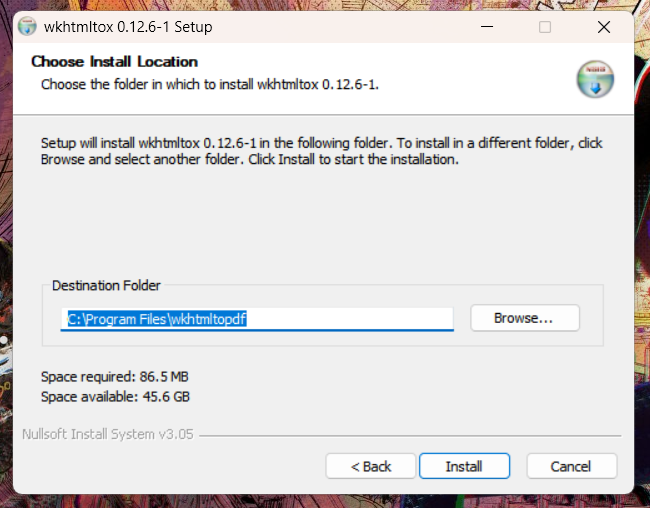 wkhtmltox 0.12.6-1 Setup
Choose Install Location
Choose the folder in which to install wkhtmltox 0.12.6-1.
Setup will install wkhtmltox 0.12.6-1 in the following folder. To install in a different folder, click
Browse and select another folder. Click Install to start the installation.
Destination Folder
C:\Program Files\wkhtmltopdf
Browse...
Space required: 86.5 MB
Space available: 45.6 GB
Nullsoft Install System v3.05
< Back
Install
Cancel